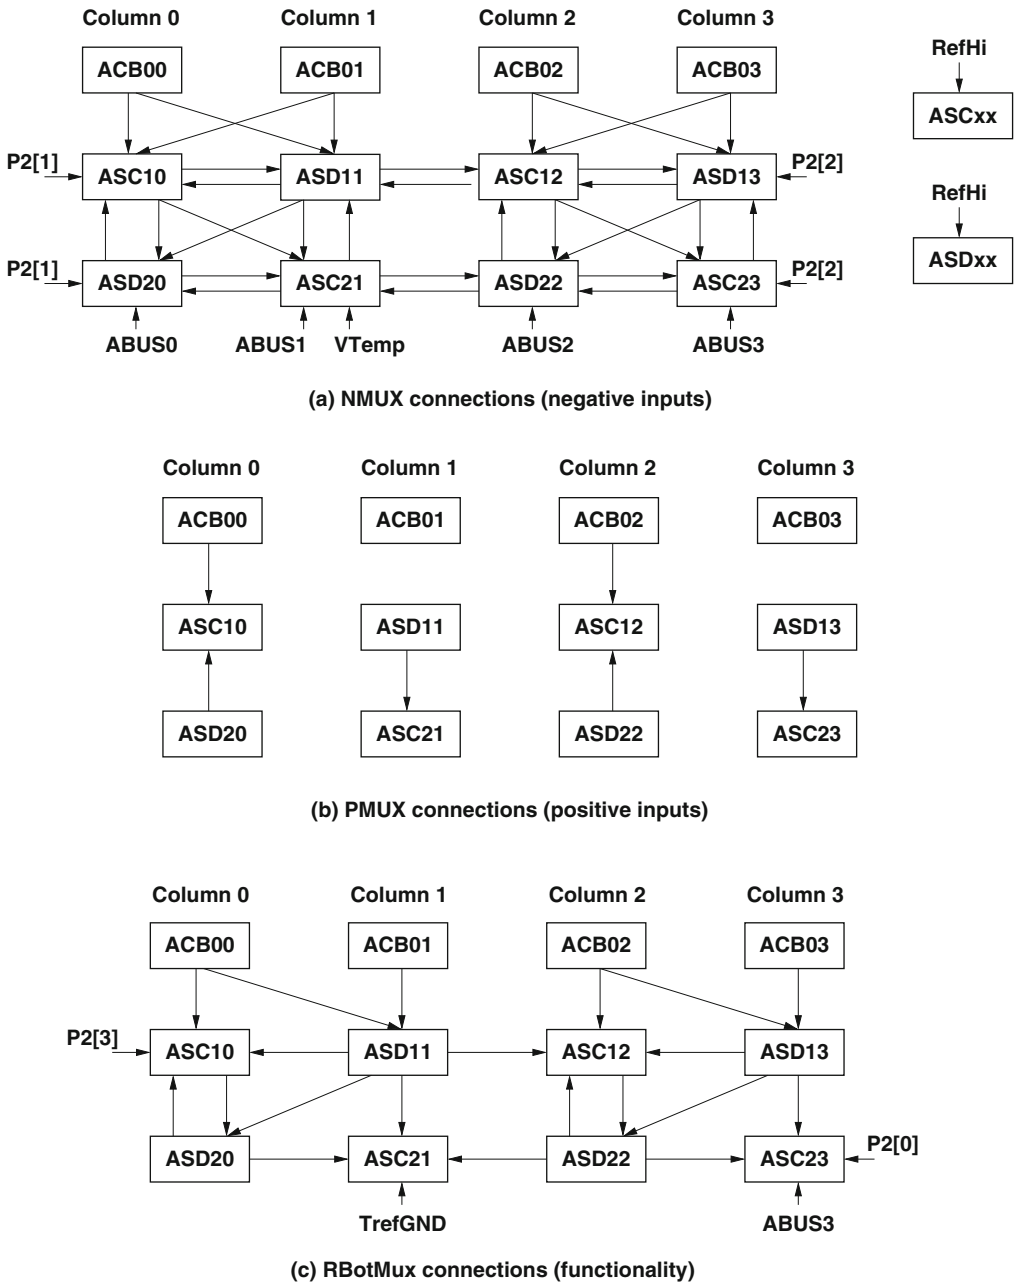 Column 0 Column 1 Column 2 Column 3
RefHi
ACB00 ACB01 ACB02 ACB03
ASCxx
P2[1] ASC10 ASD11 ASC12 ASD13 P2[2]
RefHi
P2[1] ASD20 ASC21 ASD22 ASC23 P2[2]
ASDxx
ABUS0 ABUS1 VTemp ABUS2 ABUS3
(a) NMUX connections (negative inputs)
Column 0 Column 1 Column 2 Column 3
ACB00 ACB01 ACB02 ACB03
ASC10 ASD11 ASC12 ASD13
ASD20 ASC21 ASD22 ASC23
(b) PMUX connections (positive inputs)
Column 0 Column 1 Column 2 Column 3
ACB00 ACB01 ACB02 ACB03
P2[3] ASC10 ASD11 ASC12 ASD13
ASD20 ASC21 ASD22 ASC23 P2[0]
TrefGND ABUS3
(c) RBotMux connections (functionality)